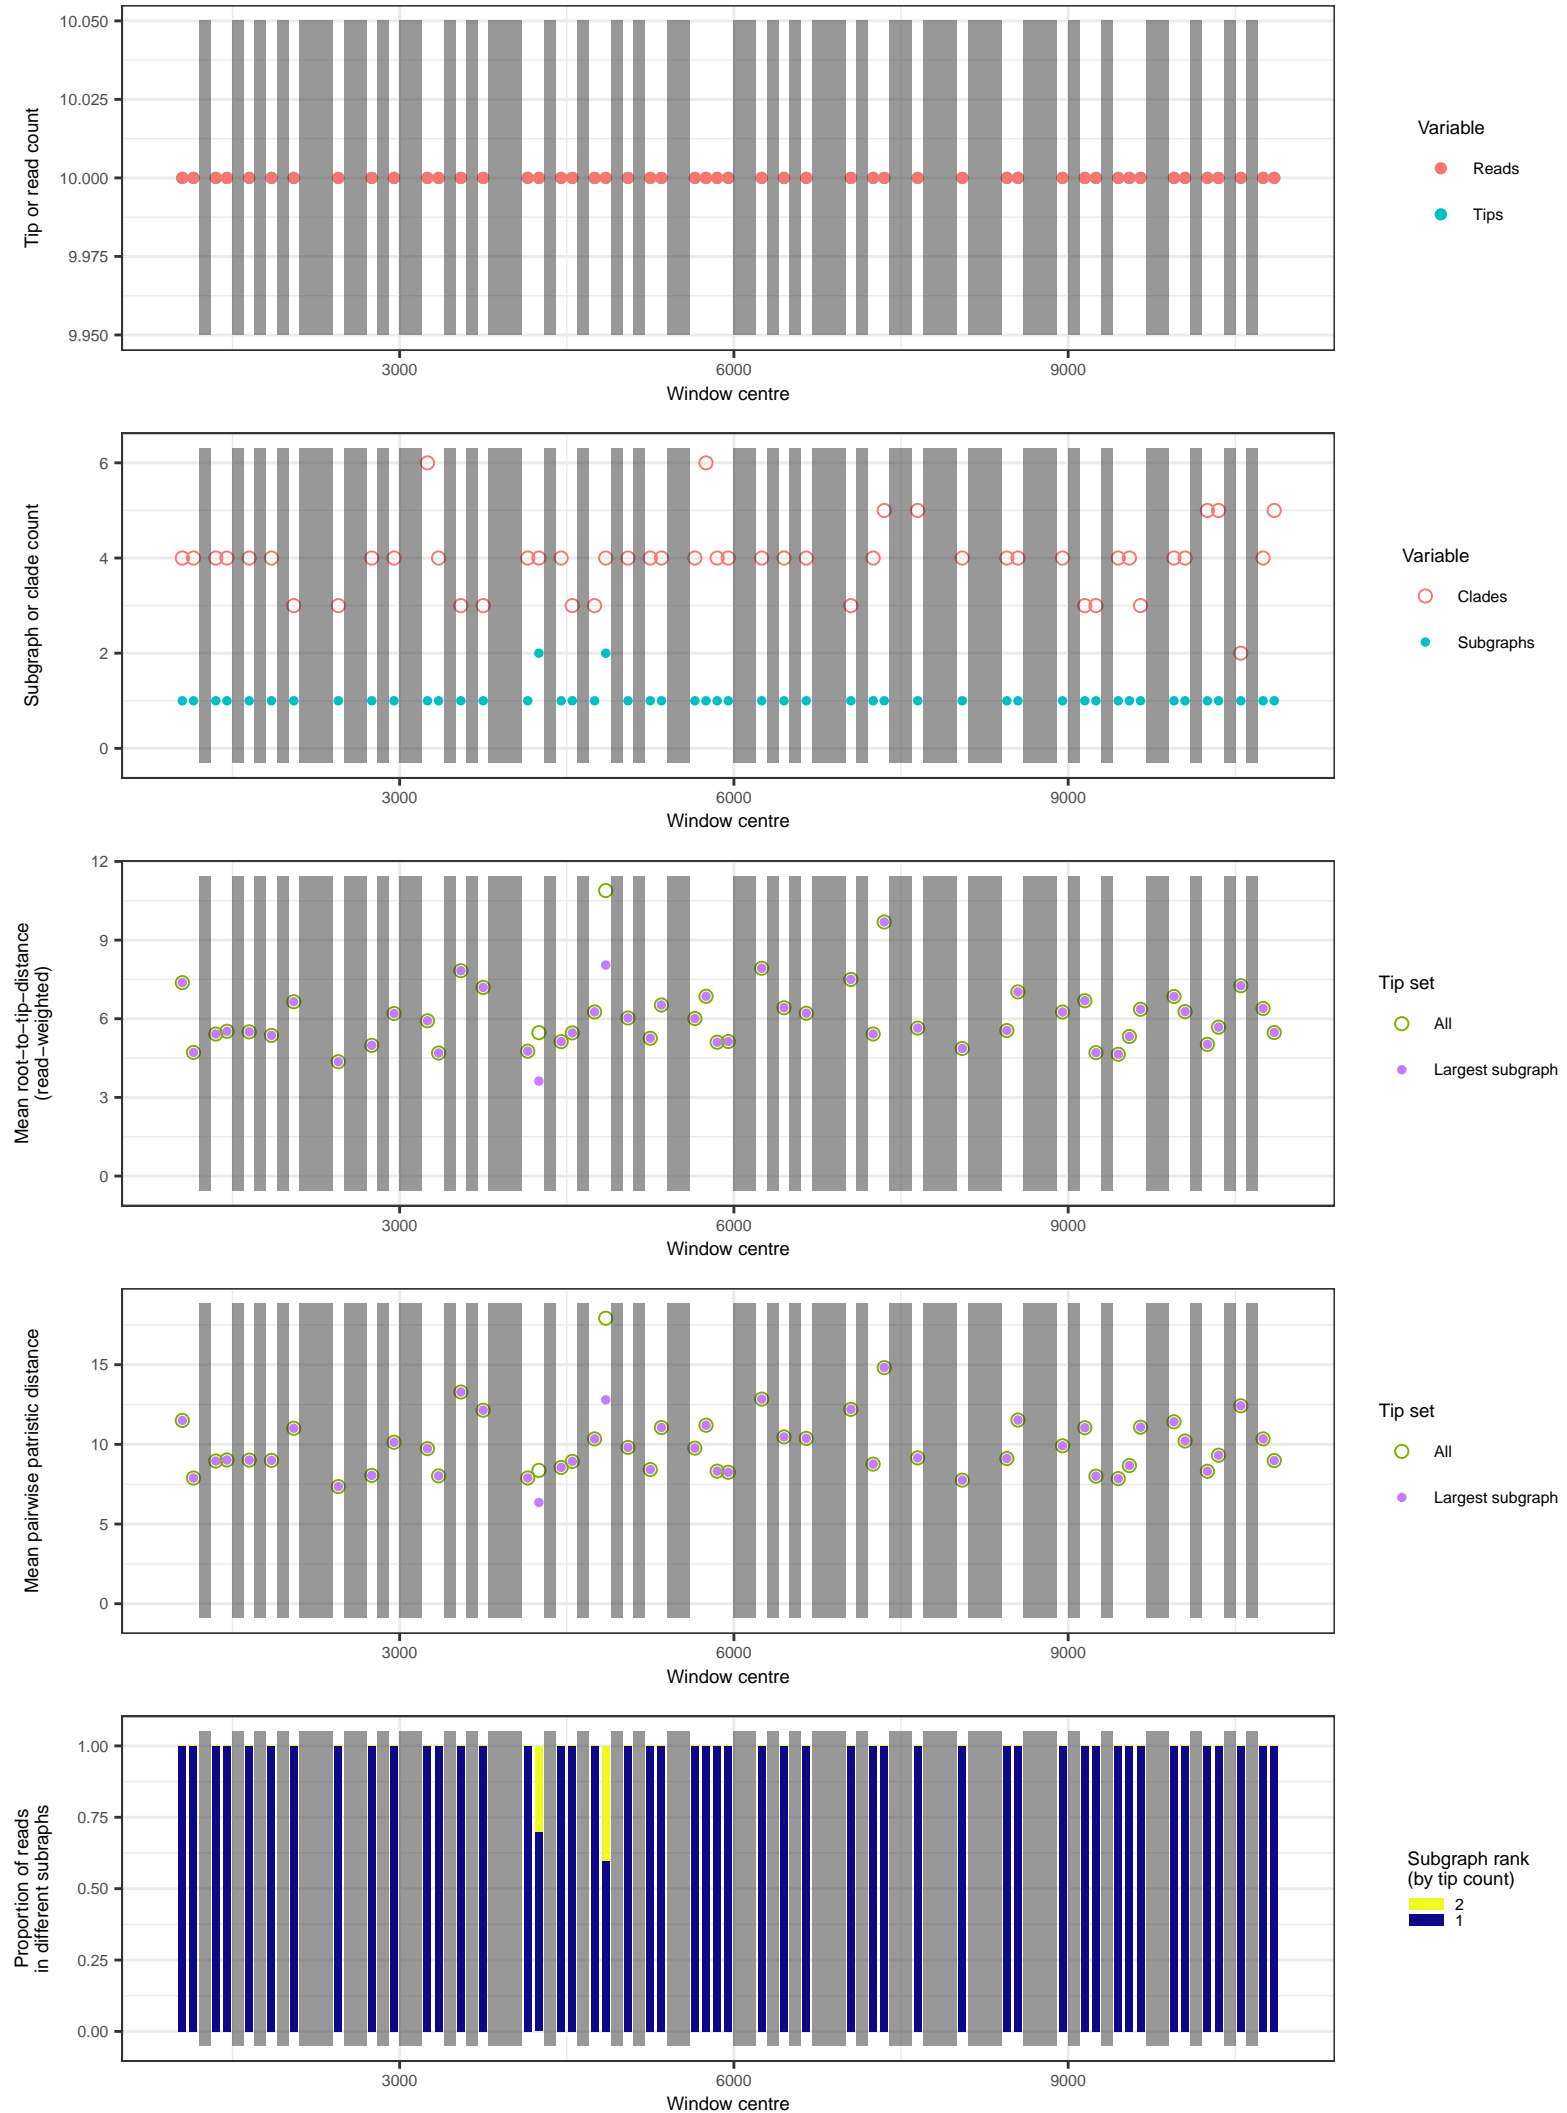 10.050
10.025
10.000
9.975
9.950
Tip or read count
3000
6000
9000
Window centre
Variable
Reads
Tips
6
4
2
0
Subgraph or clade count
3000
6000
9000
Window centre
Variable
Clades
Subgraphs
12
9
6
3
0
Mean root−to−tip−distance
(read−weighted)
3000
6000
9000
Window centre
Tip set
All
Largest subgraph
15
10
5
0
Mean pairwise patristic distance
3000
6000
9000
Window centre
Tip set
All
Largest subgraph
1.00
0.75
0.50
0.25
0.00
Proportion of reads
in different subraphs
3000
6000
9000
Window centre
Subgraph rank
(by tip count)
2
1